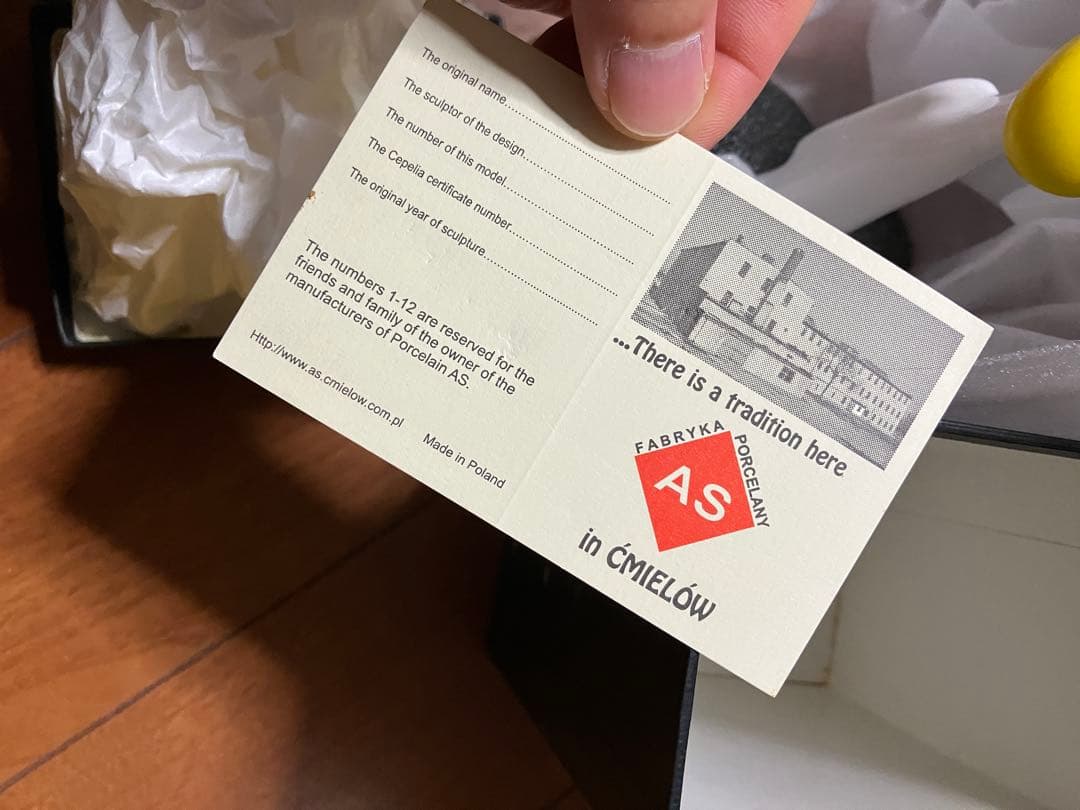 The original name..............................
The sculptor of the design..............................
The number of this model..............................
The Cepelia certificate number..............................
The original year of sculpture..............................
The numbers 1-12 are reserved for the
friends and family of the owner of the
manufacturers of Porcelain AS.
Http://www.as.cmielow.com.pl
Made in Poland
...There is a tradition here
FABRYKA
PORCELANY
AS
in ĆMIELÓW